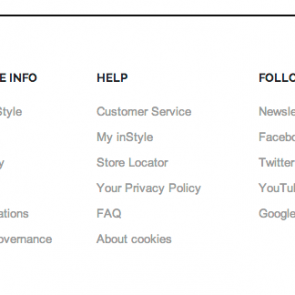 E INFO
Style
y
ations
overnance
HELP
Customer Service
My inStyle
Store Locator
Your Privacy Policy
FAQ
About cookies
FOLLO
Newsle
Facebo
Twitter
YouTu
Google